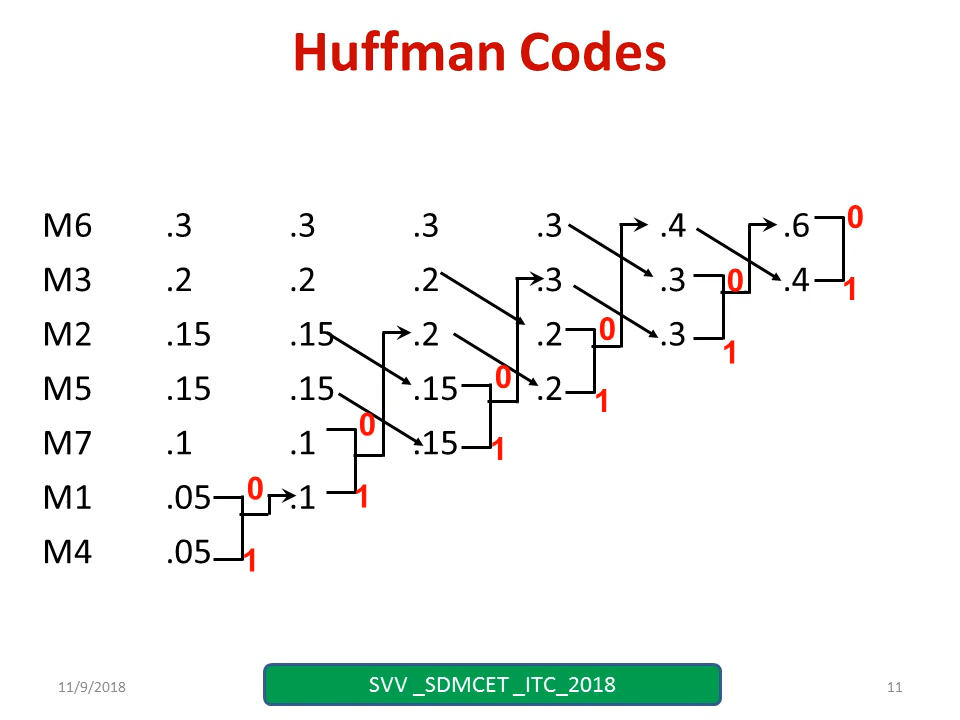 Huffman Codes
M6 .3 .3 .3 .3 .4 .6 0
M3 .2 .2 .2 .3 .3 0 .4 1
M2 .15 .15 .2 .2 0 .3 1
M5 .15 .15 .15 0 .2 1
M7 .1 .1 0 .15 1
M1 .05 0 .1 1
M4 .05 1
11/9/2018 SVV _SDMCET _ITC_2018 11